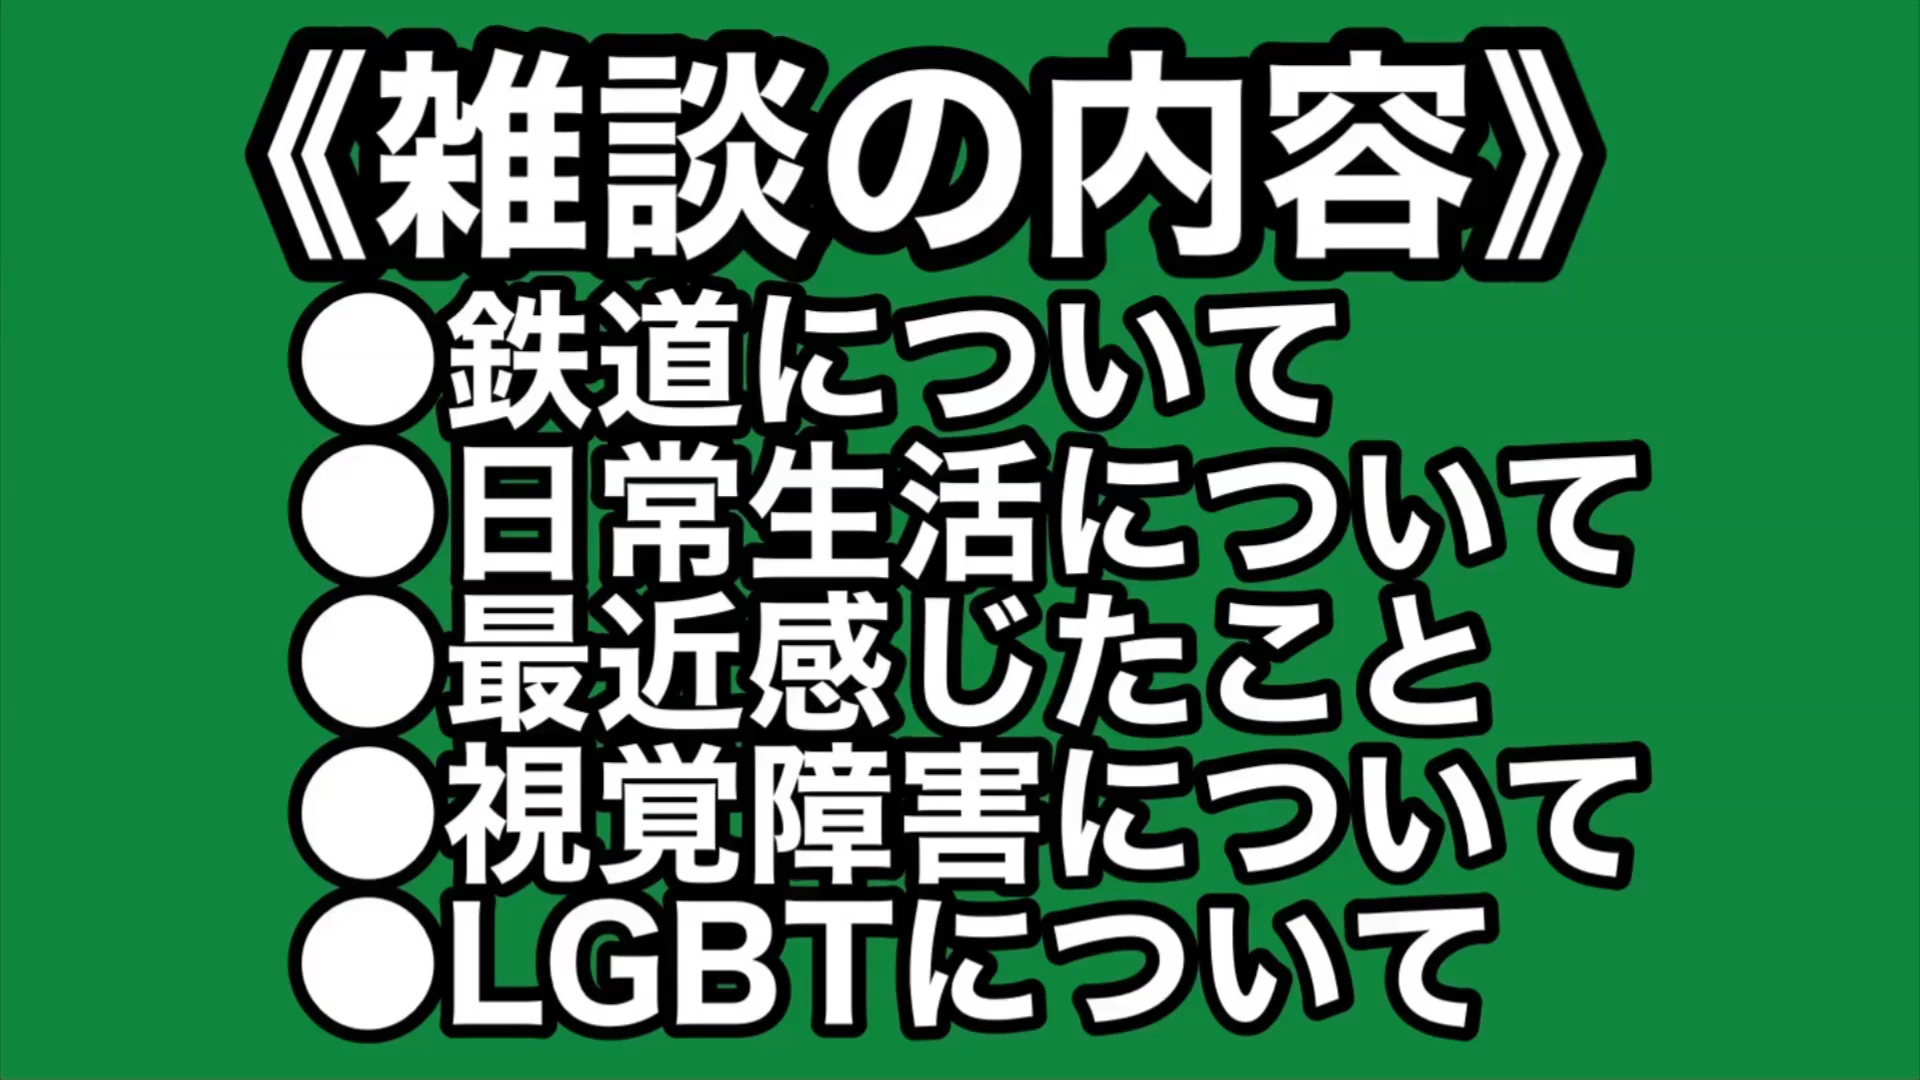 《雑談の内容》
●鉄道について
●日常生活について
●最近感じたこと
●視覚障害について
●LGBTについて